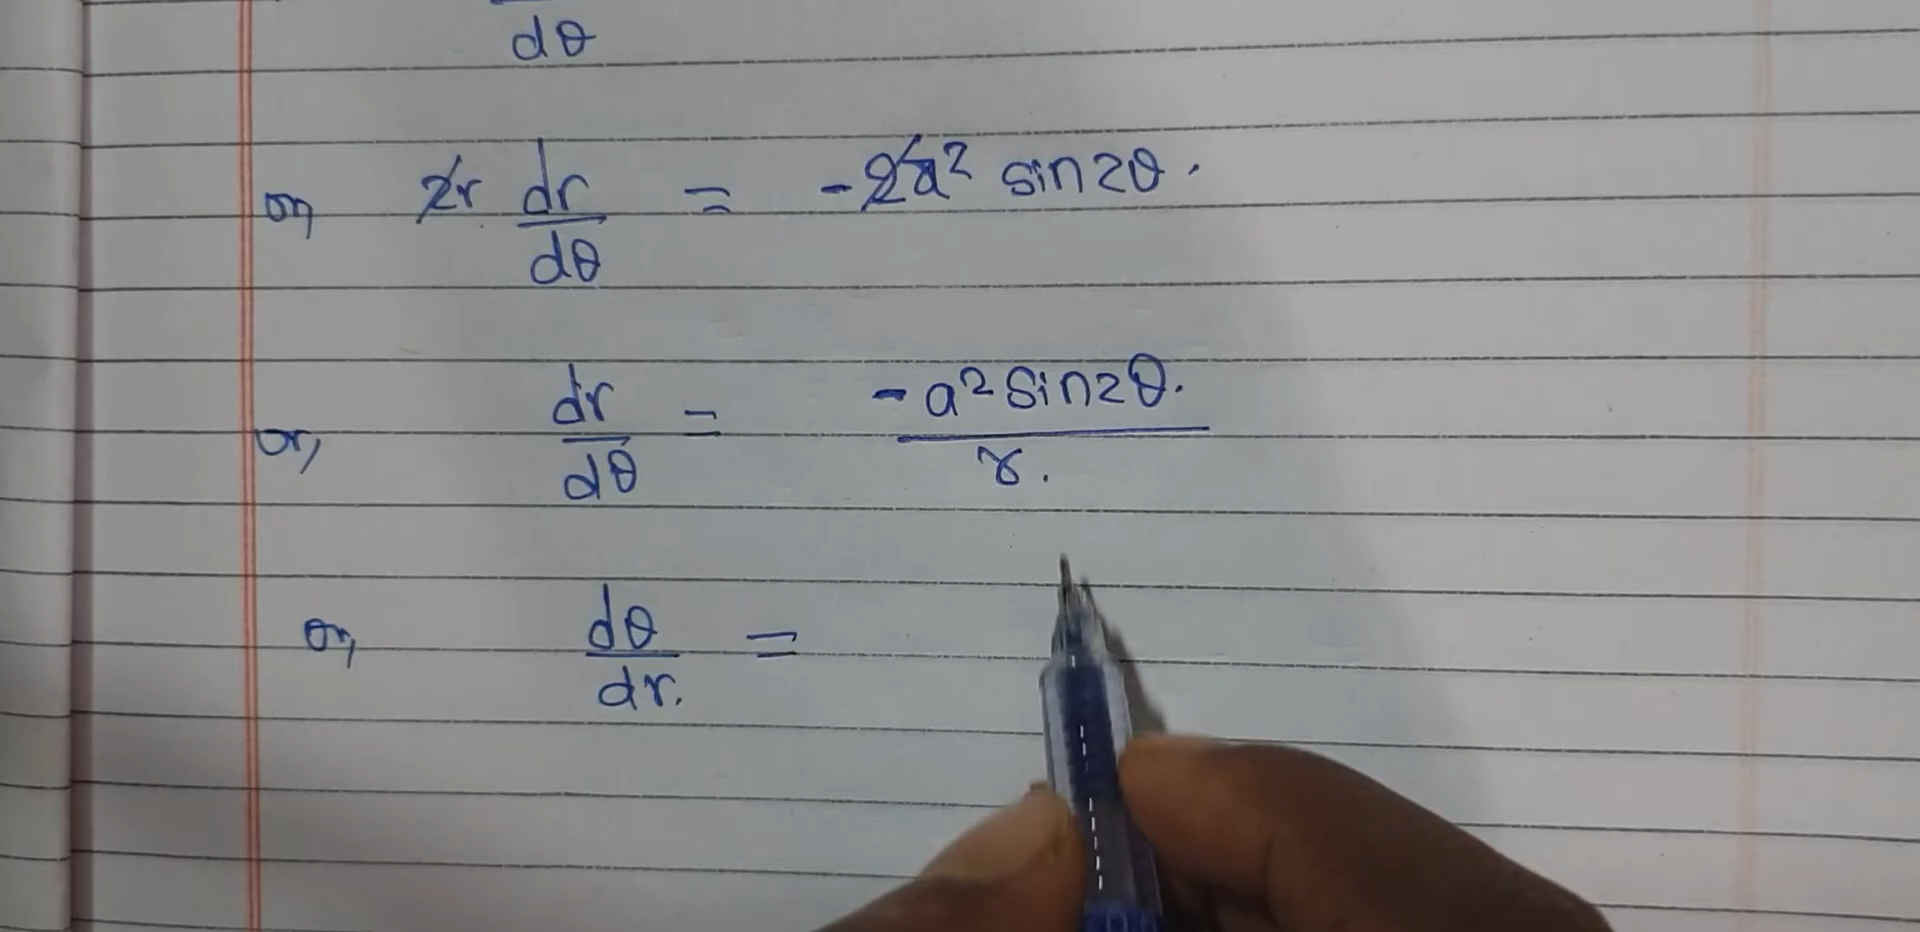 dθ
or, 2r dr/dθ = -2a² sin2θ.
or, dr/dθ = -a² sin2θ./r.
or, dθ/dr. =